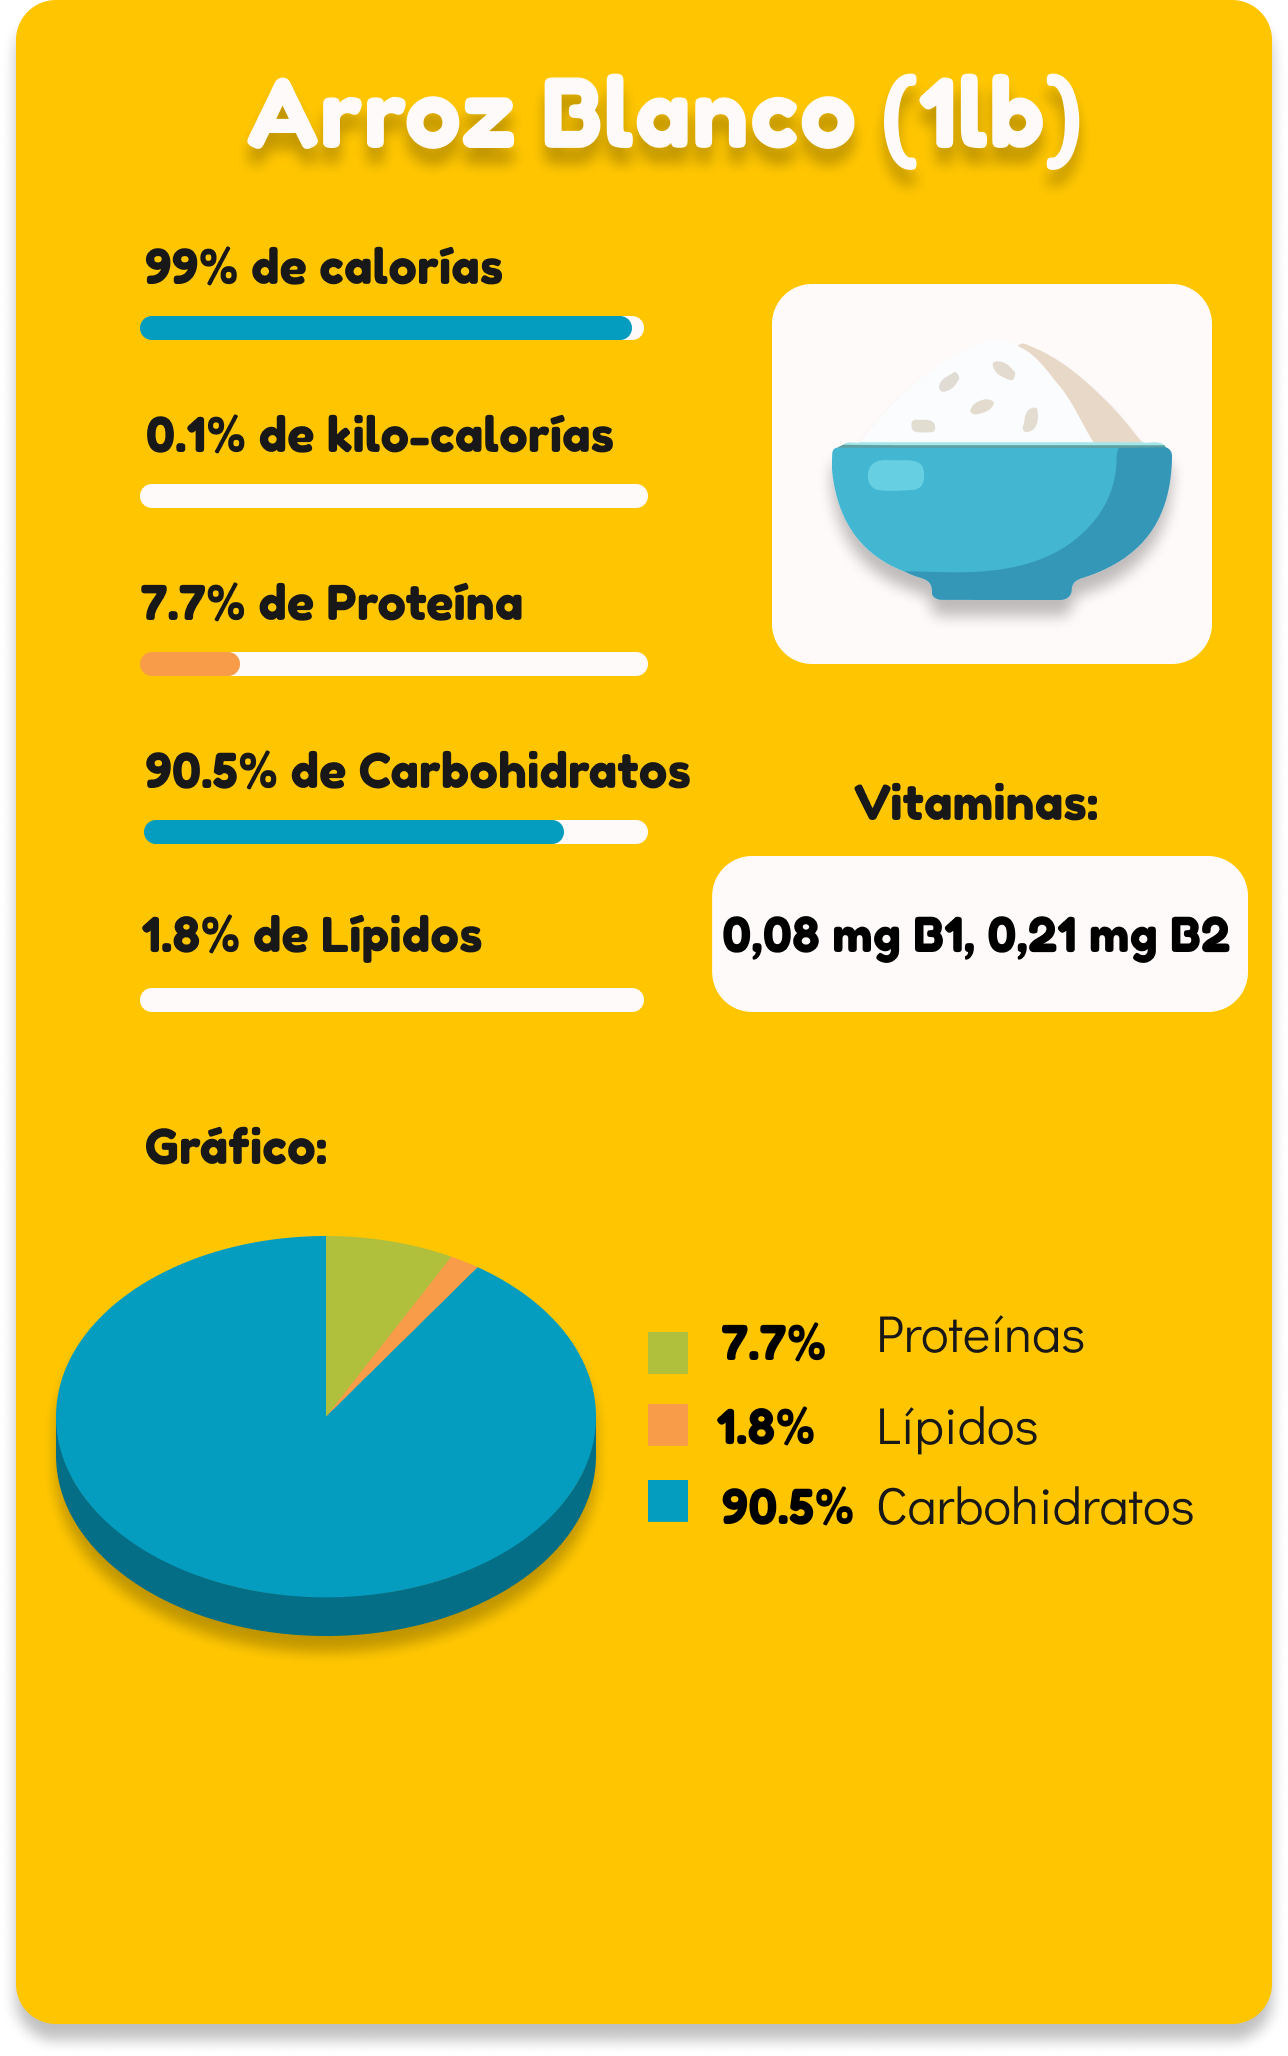 Arroz Blanco (1lb)
99% de calorías
0.1% de kilo-calorías
7.7% de Proteína
90.5% de Carbohidratos
1.8% de Lípidos
Vitaminas:
0,08 mg B1, 0,21 mg B2
Gráfico:
7.7% Proteínas
1.8% Lípidos
90.5% Carbohidratos